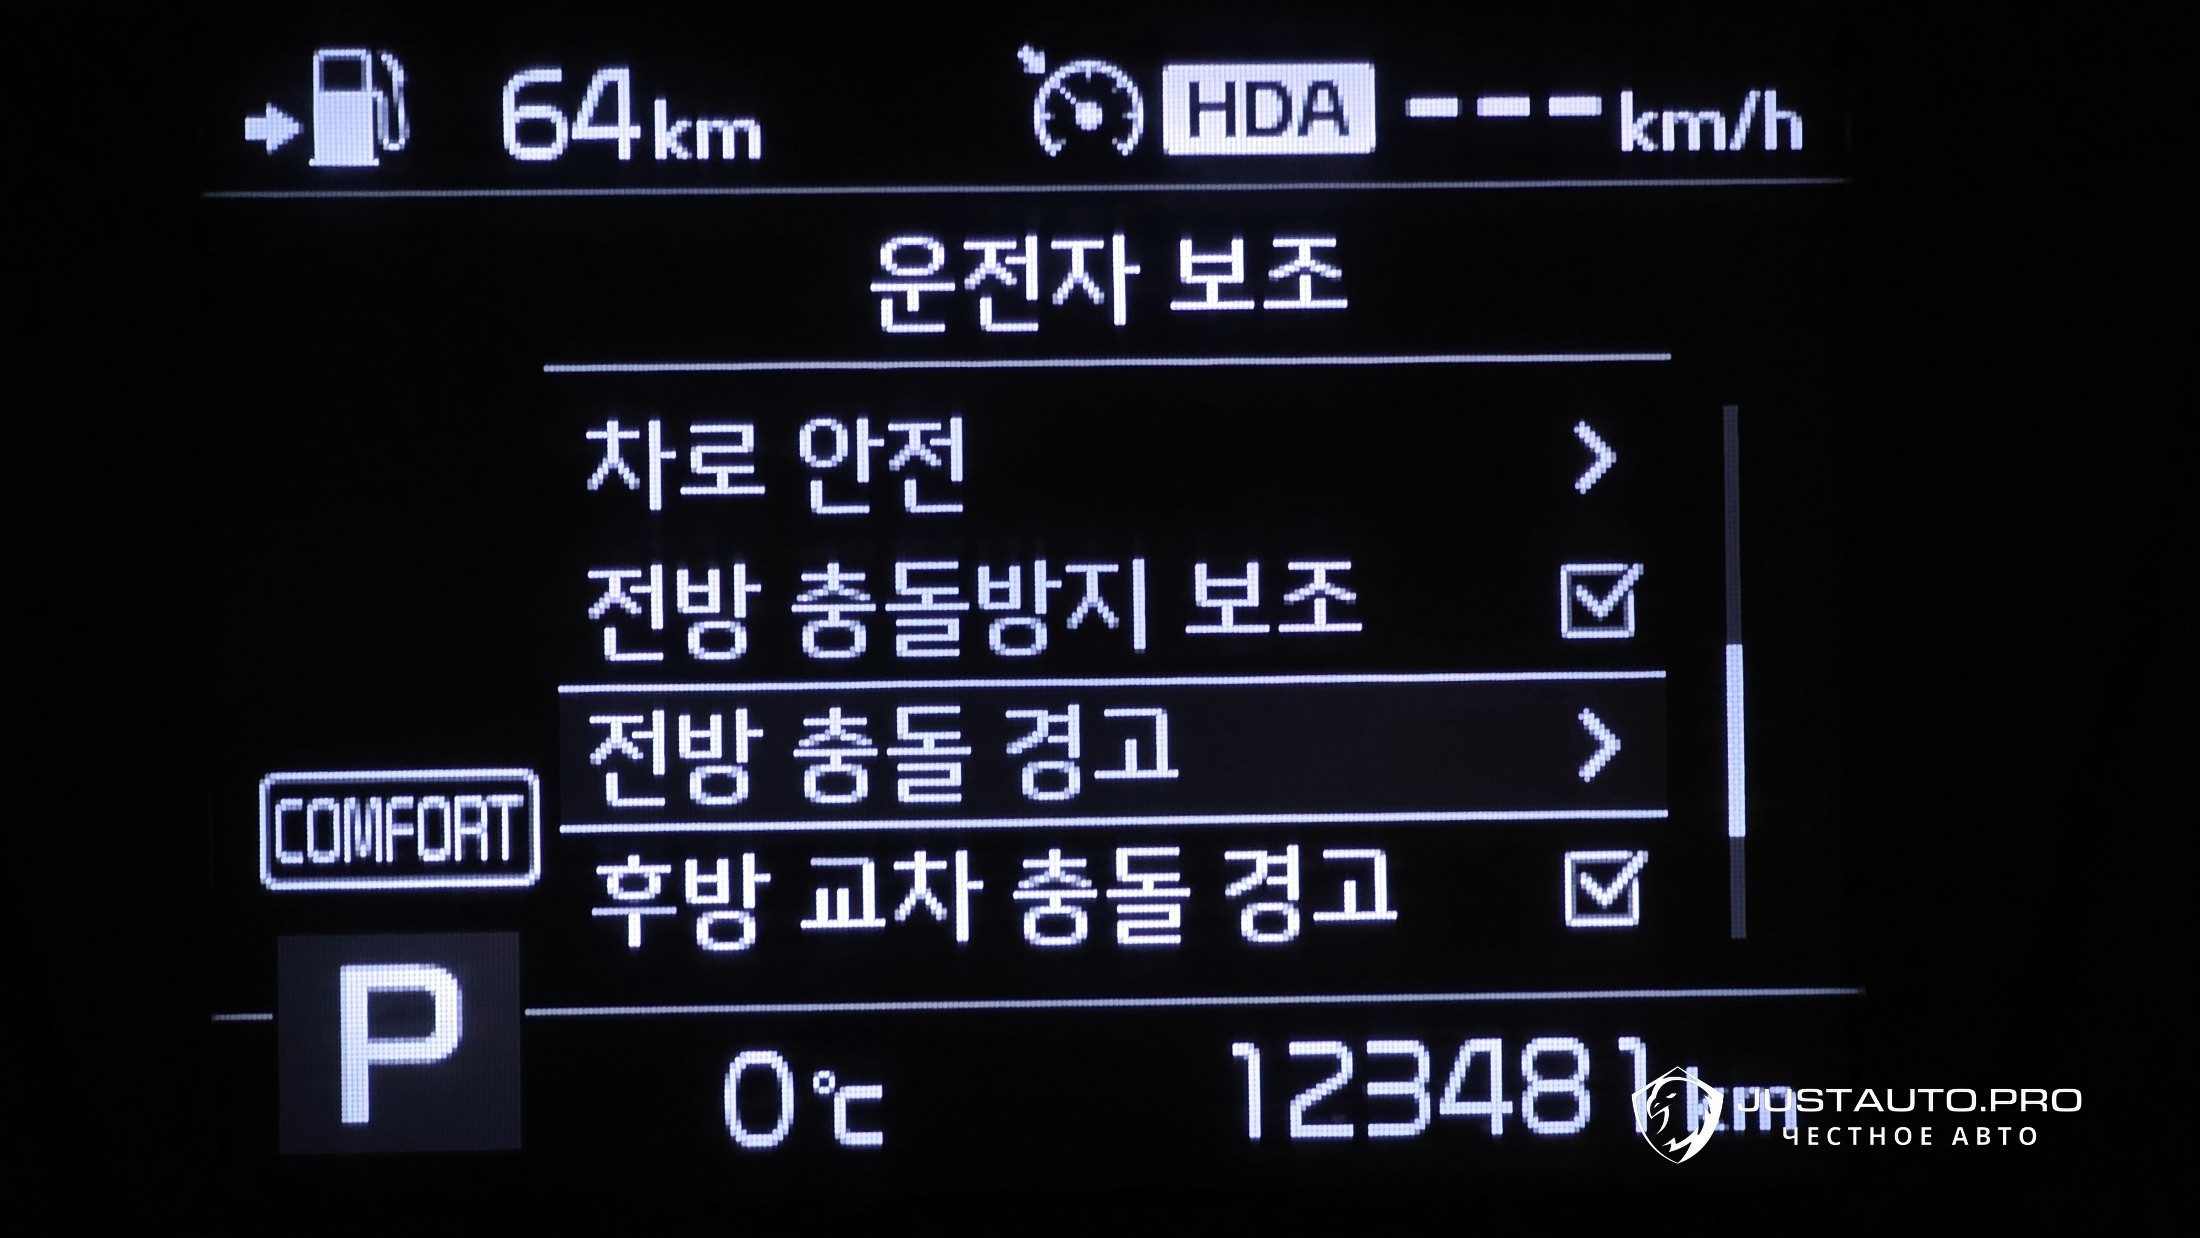 64km HDA ---km/h
운전자 보조
차로 안전 >
전방 충돌방지 보조
전방 충돌 경고 >
COMFORT
후방 교차 충돌 경고
P 0℃ 123481km
JUSTAUTO.PRO
ЧЕСТНОЕ АВТО